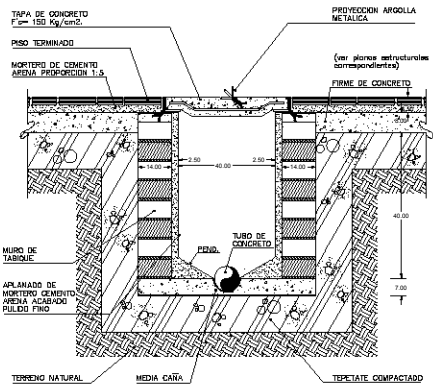 TAPA DE CONCRETO
F'c= 150 Kg/cm2.
PISO TERMINADO
MORTERO DE CEMENTO
ARENA PROPORCION 1:5
PROYECCION ARGOLLA
METALICA
(ver planos estructurales
correspondientes)
FIRME DE CONCRETO
2.50
2.50
14.00
40.00
14.00
40.00
7.00
MURO DE
TABIQUE
PEND.
TUBO DE
CONCRETO
APLANADO DE
MORTERO CEMENTO
ARENA ACABADO
PULIDO FINO
TERRENO NATURAL
MEDIA CAÑA
TEPETATE COMPACTADO